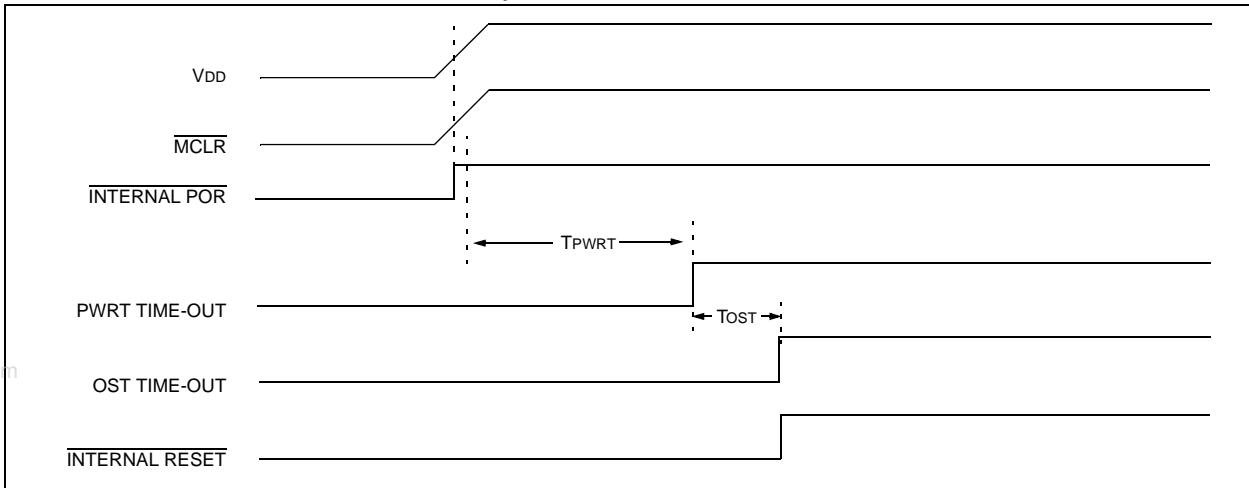 VDD
MCLR
INTERNAL POR
TPWRT
PWRT TIME-OUT
TOST
m
OST TIME-OUT
INTERNAL RESET